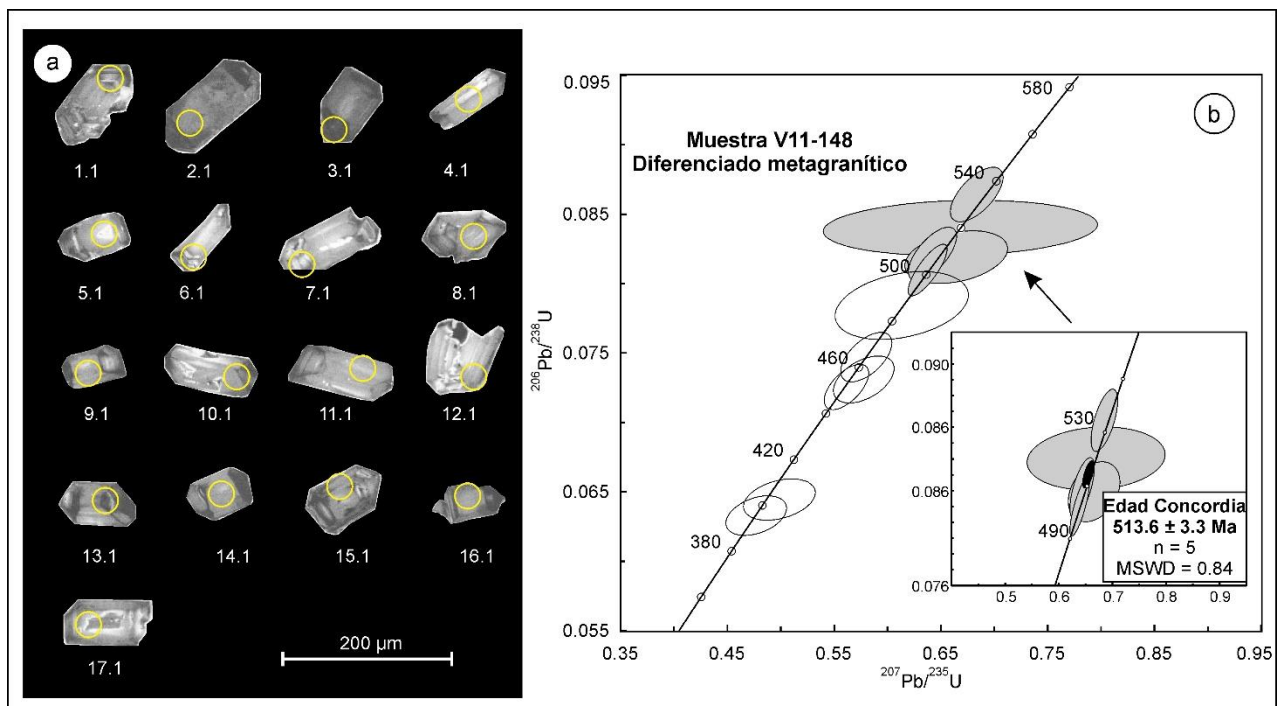 a
1.1 2.1 3.1 4.1
5.1 6.1 7.1 8.1
9.1 10.1 11.1 12.1
13.1 14.1 15.1 16.1
17.1
200 µm
b
Muestra V11-148
Diferenciado metagranítico
0.095
0.085
0.075
0.065
0.055
²⁰⁶Pb/²³⁸U
580
540
500
460
420
380
0.35 0.45 0.55 0.65 0.75 0.85 0.95
²⁰⁷Pb/²³⁵U
0.090
0.086
0.086
0.076
530
490
0.5 0.6 0.7 0.8 0.9
Edad Concordia
513.6 ± 3.3 Ma
n = 5
MSWD = 0.84